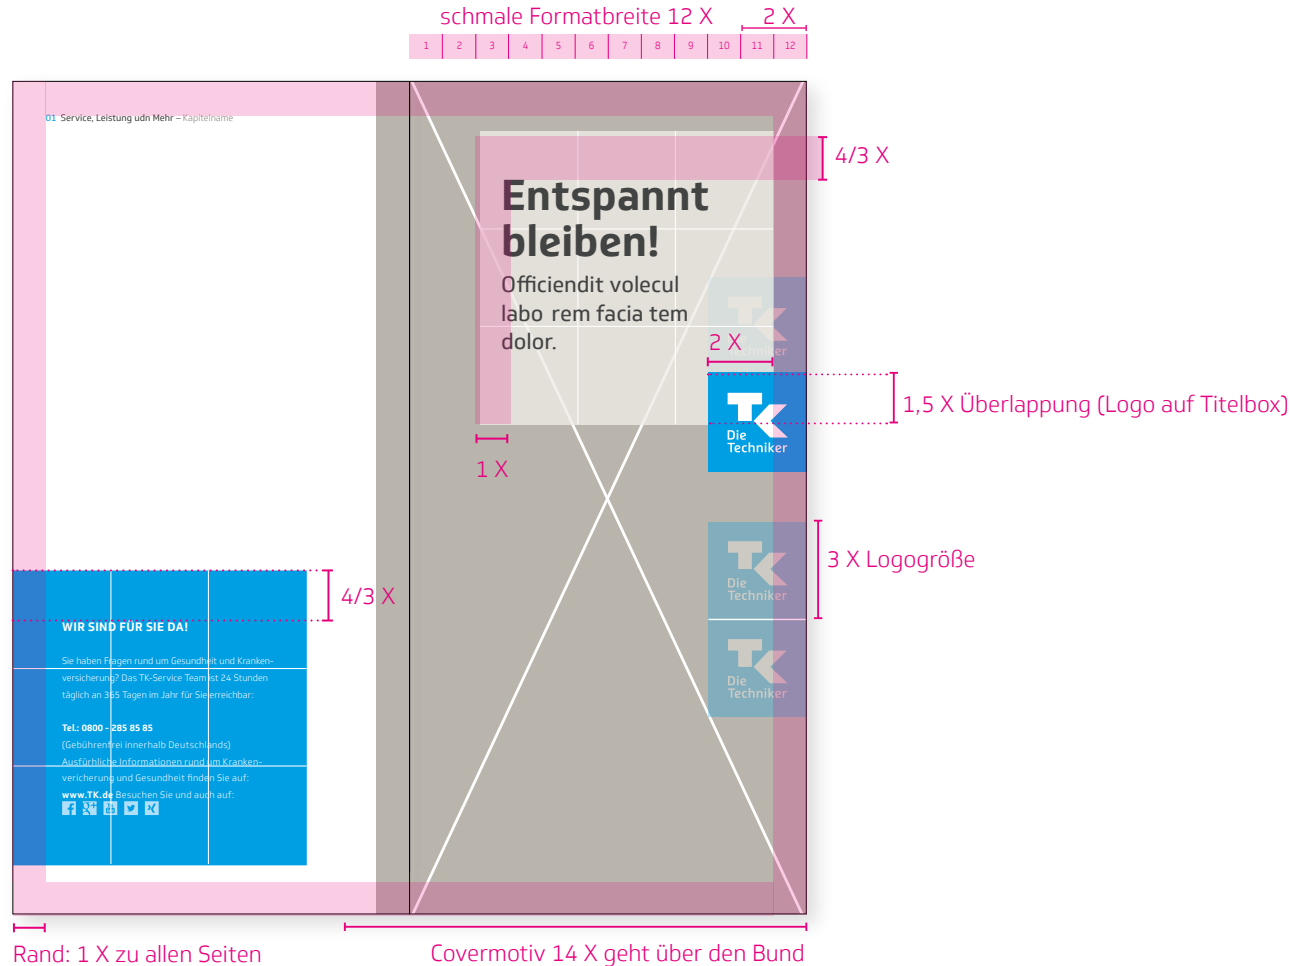 schmale Formatbreite 12 X
2 X
1 2 3 4 5 6 7 8 9 10 11 12
01 Service, Leistung udn Mehr – Kapitelname
4/3 X
Entspannt
bleiben!
Officiendit volecul
labo rem facia tem
dolor.
Techniker
2 X
1,5 X Überlappung (Logo auf Titelbox)
TK
Die
Techniker
1 X
3 X Logogröße
TK
Die
Techniker
TK
Die
Techniker
4/3 X
WIR SIND FÜR SIE DA!
Sie haben Fragen rund um Gesundheit und Kranken-
versicherung? Das TK-Service Team ist 24 Stunden
täglich an 365 Tagen im Jahr für Sie erreichbar:
Tel.: 0800 - 285 85 85
(Gebührenfrei innerhalb Deutschlands)
Ausfürhliche Informationen rund um Kranken-
vericherung und Gesundheit finden Sie auf:
www.TK.de Besuchen Sie und auch auf:
Rand: 1 X zu allen Seiten
Covermotiv 14 X geht über den Bund